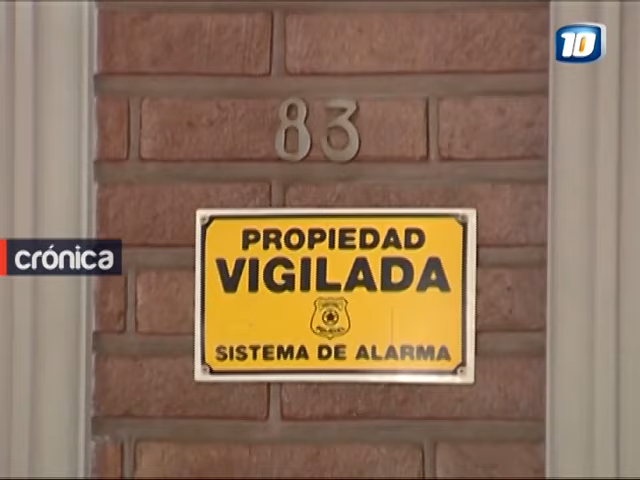 10
83
crónica
PROPIEDAD
VIGILADA
SISTEMA DE ALARMA